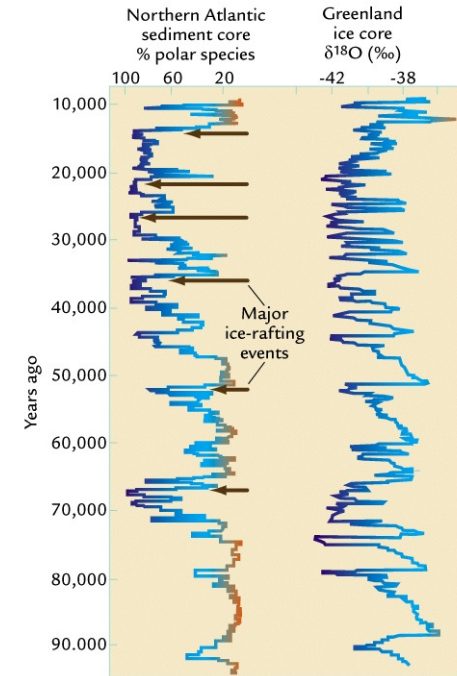 Northern Atlantic
sediment core
% polar species
100 60 20
Greenland
ice core
δ18O (‰)
-42 -38
Years ago
10,000
20,000
30,000
40,000
50,000
60,000
70,000
80,000
90.000
Major
ice-rafting
events